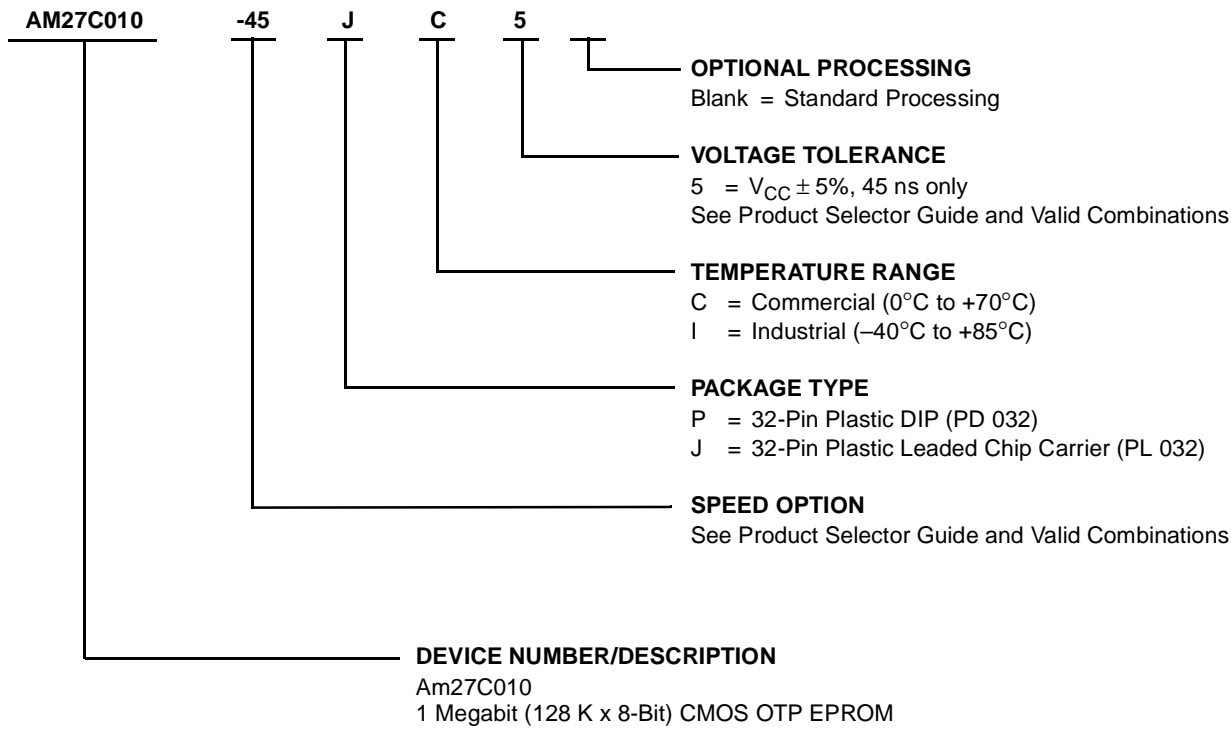 AM27C010 -45 J C 5
OPTIONAL PROCESSING
Blank = Standard Processing
VOLTAGE TOLERANCE
5 = VCC ± 5%, 45 ns only
See Product Selector Guide and Valid Combinations
TEMPERATURE RANGE
C = Commercial (0°C to +70°C)
I = Industrial (–40°C to +85°C)
PACKAGE TYPE
P = 32-Pin Plastic DIP (PD 032)
J = 32-Pin Plastic Leaded Chip Carrier (PL 032)
SPEED OPTION
See Product Selector Guide and Valid Combinations
DEVICE NUMBER/DESCRIPTION
Am27C010
1 Megabit (128 K x 8-Bit) CMOS OTP EPROM